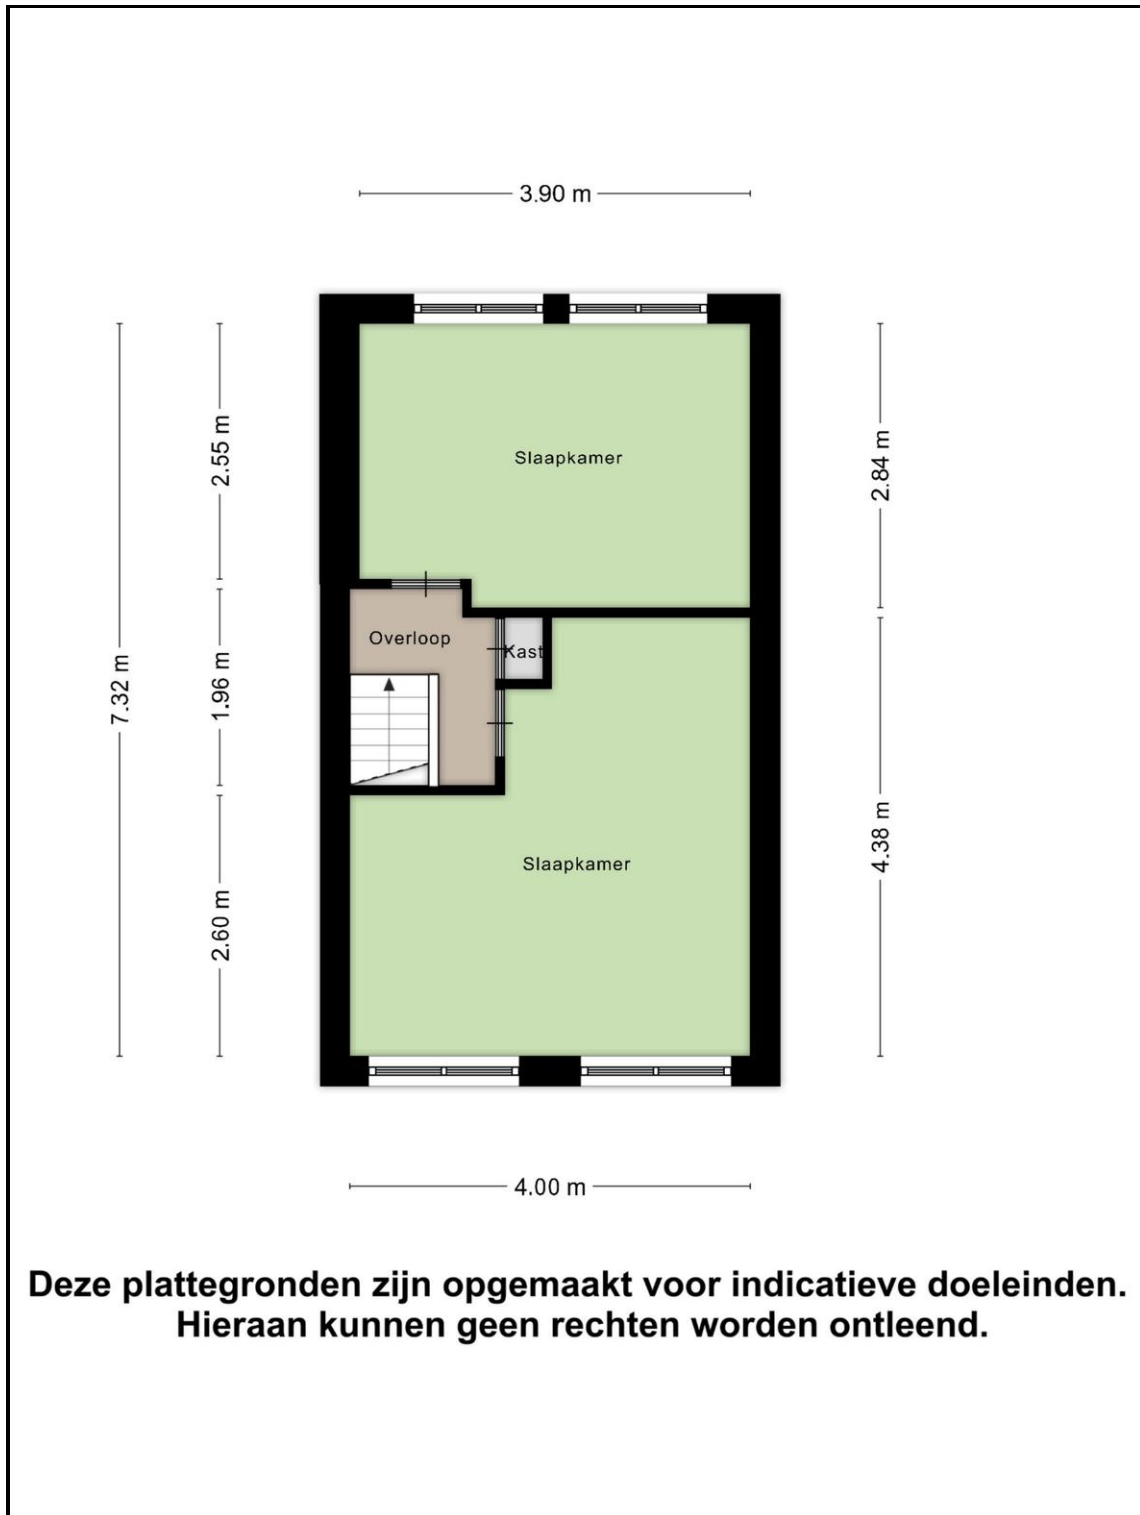 3.90 m
Slaapkamer
2.55 m
2.84 m
Overloop
Kast
7.32 m
1.96 m
4.38 m
Slaapkamer
2.60 m
4.00 m
Deze plattegronden zijn opgemaakt voor indicatieve doeleinden.
Hieraan kunnen geen rechten worden ontleend.